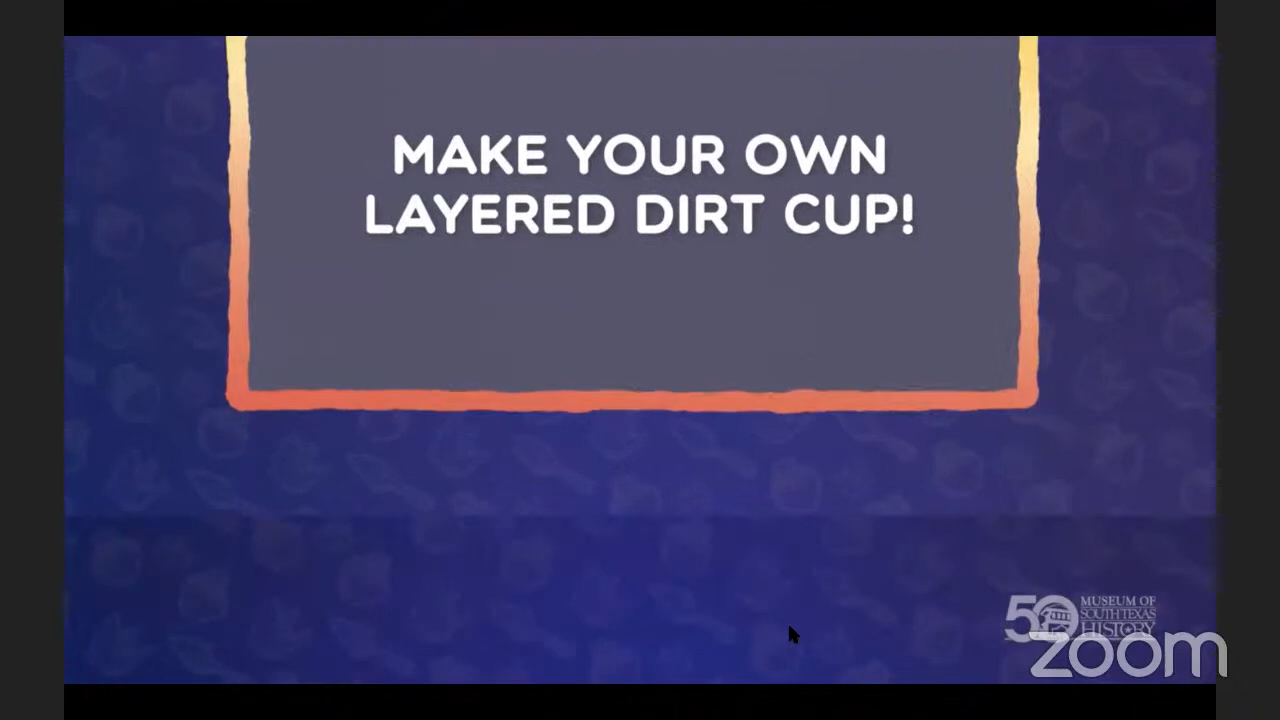 MAKE YOUR OWN
LAYERED DIRT CUP!
50
MUSEUM OF
SOUTH TEXAS
HISTORY
zoom